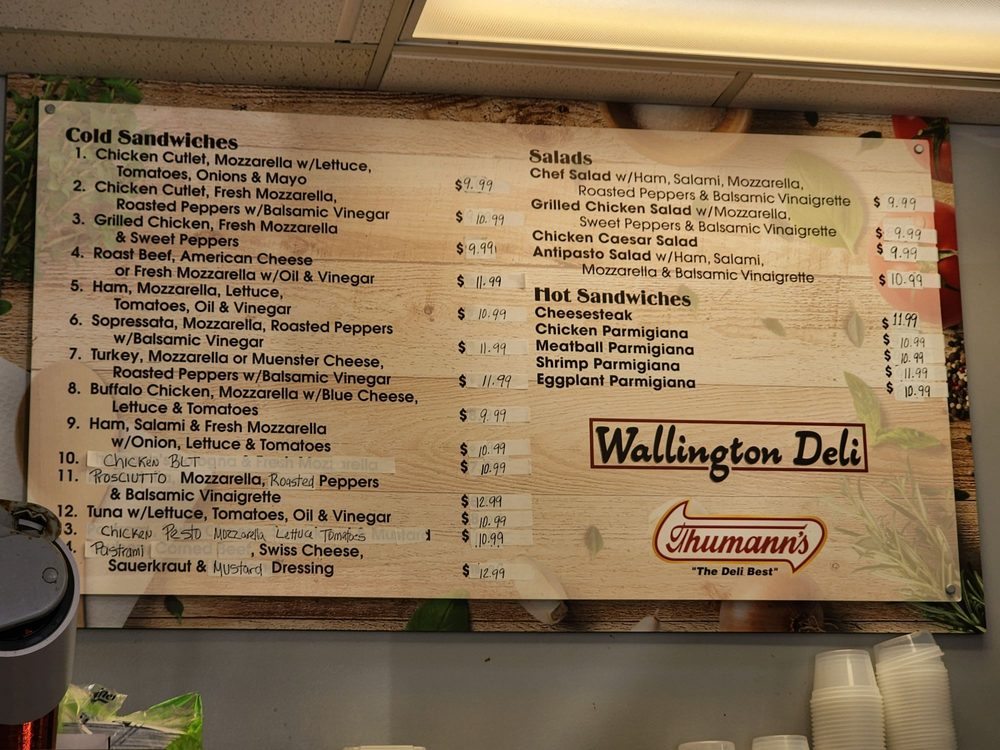 Cold Sandwiches
1. Chicken Cutlet, Mozzarella w/Lettuce,
Tomatoes, Onions & Mayo $9.99
2. Chicken Cutlet, Fresh Mozzarella,
Roasted Peppers w/Balsamic Vinegar $10.99
3. Grilled Chicken, Fresh Mozzarella
& Sweet Peppers $9.99
4. Roast Beef, American Cheese
or Fresh Mozzarella w/Oil & Vinegar $11.99
5. Ham, Mozzarella, Lettuce,
Tomatoes, Oil & Vinegar $10.99
6. Sopressata, Mozzarella, Roasted Peppers
w/Balsamic Vinegar $11.99
7. Turkey, Mozzarella or Muenster Cheese,
Roasted Peppers w/Balsamic Vinegar $11.99
8. Buffalo Chicken, Mozzarella w/Blue Cheese,
Lettuce & Tomatoes $9.99
9. Ham, Salami & Fresh Mozzarella
w/Onion, Lettuce & Tomatoes $10.99
10. Chicken BLT $10.99
11. Prosciutto Mozzarella, Roasted Peppers
& Balsamic Vinaigrette $12.99
12. Tuna w/Lettuce, Tomatoes, Oil & Vinegar $10.99
3. Chicken Pesto Mozzarella Lettuce Tomatoes $10.99
Pastrami, Swiss Cheese,
Sauerkraut & Mustard Dressing $12.99
Salads
Chef Salad w/Ham, Salami, Mozzarella,
Roasted Peppers & Balsamic Vinaigrette $9.99
Grilled Chicken Salad w/Mozzarella,
Sweet Peppers & Balsamic Vinaigrette $9.99
Chicken Caesar Salad $9.99
Antipasto Salad w/Ham, Salami,
Mozzarella & Balsamic Vinaigrette $10.99
Hot Sandwiches
Cheesesteak $11.99
Chicken Parmigiana $10.99
Meatball Parmigiana $10.99
Shrimp Parmigiana $11.99
Eggplant Parmigiana $10.99
Wallington Deli
Thumann's
"The Deli Best"